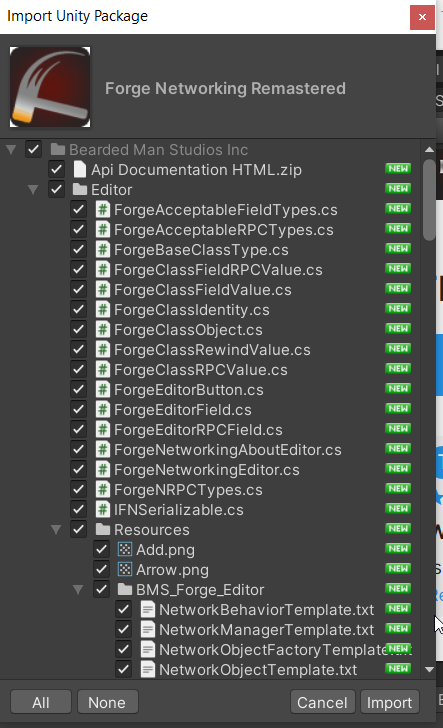 Import Unity Package
Forge Networking Remastered
Bearded Man Studios Inc
Api Documentation HTML.zip NEW
Editor NEW
ForgeAcceptableFieldTypes.cs NEW
ForgeAcceptableRPCTypes.cs NEW
ForgeBaseClassType.cs NEW
ForgeClassFieldRPCValue.cs NEW
ForgeClassFieldValue.cs NEW
ForgeClassIdentity.cs NEW
ForgeClassObject.cs NEW
ForgeClassRewindValue.cs NEW
ForgeClassRPCValue.cs NEW
ForgeEditorButton.cs NEW
ForgeEditorField.cs NEW
ForgeEditorRPCField.cs NEW
ForgeNetworkingAboutEditor.cs NEW
ForgeNetworkingEditor.cs NEW
ForgeNRPCTypes.cs NEW
IFNSerializable.cs NEW
Resources NEW
Add.png NEW
Arrow.png NEW
BMS_Forge_Editor NEW
NetworkBehaviorTemplate.txt NEW
NetworkManagerTemplate.txt NEW
NetworkObjectFactoryTemplate.txt NEW
NetworkObjectTemplate.txt NEW
All None Cancel Import